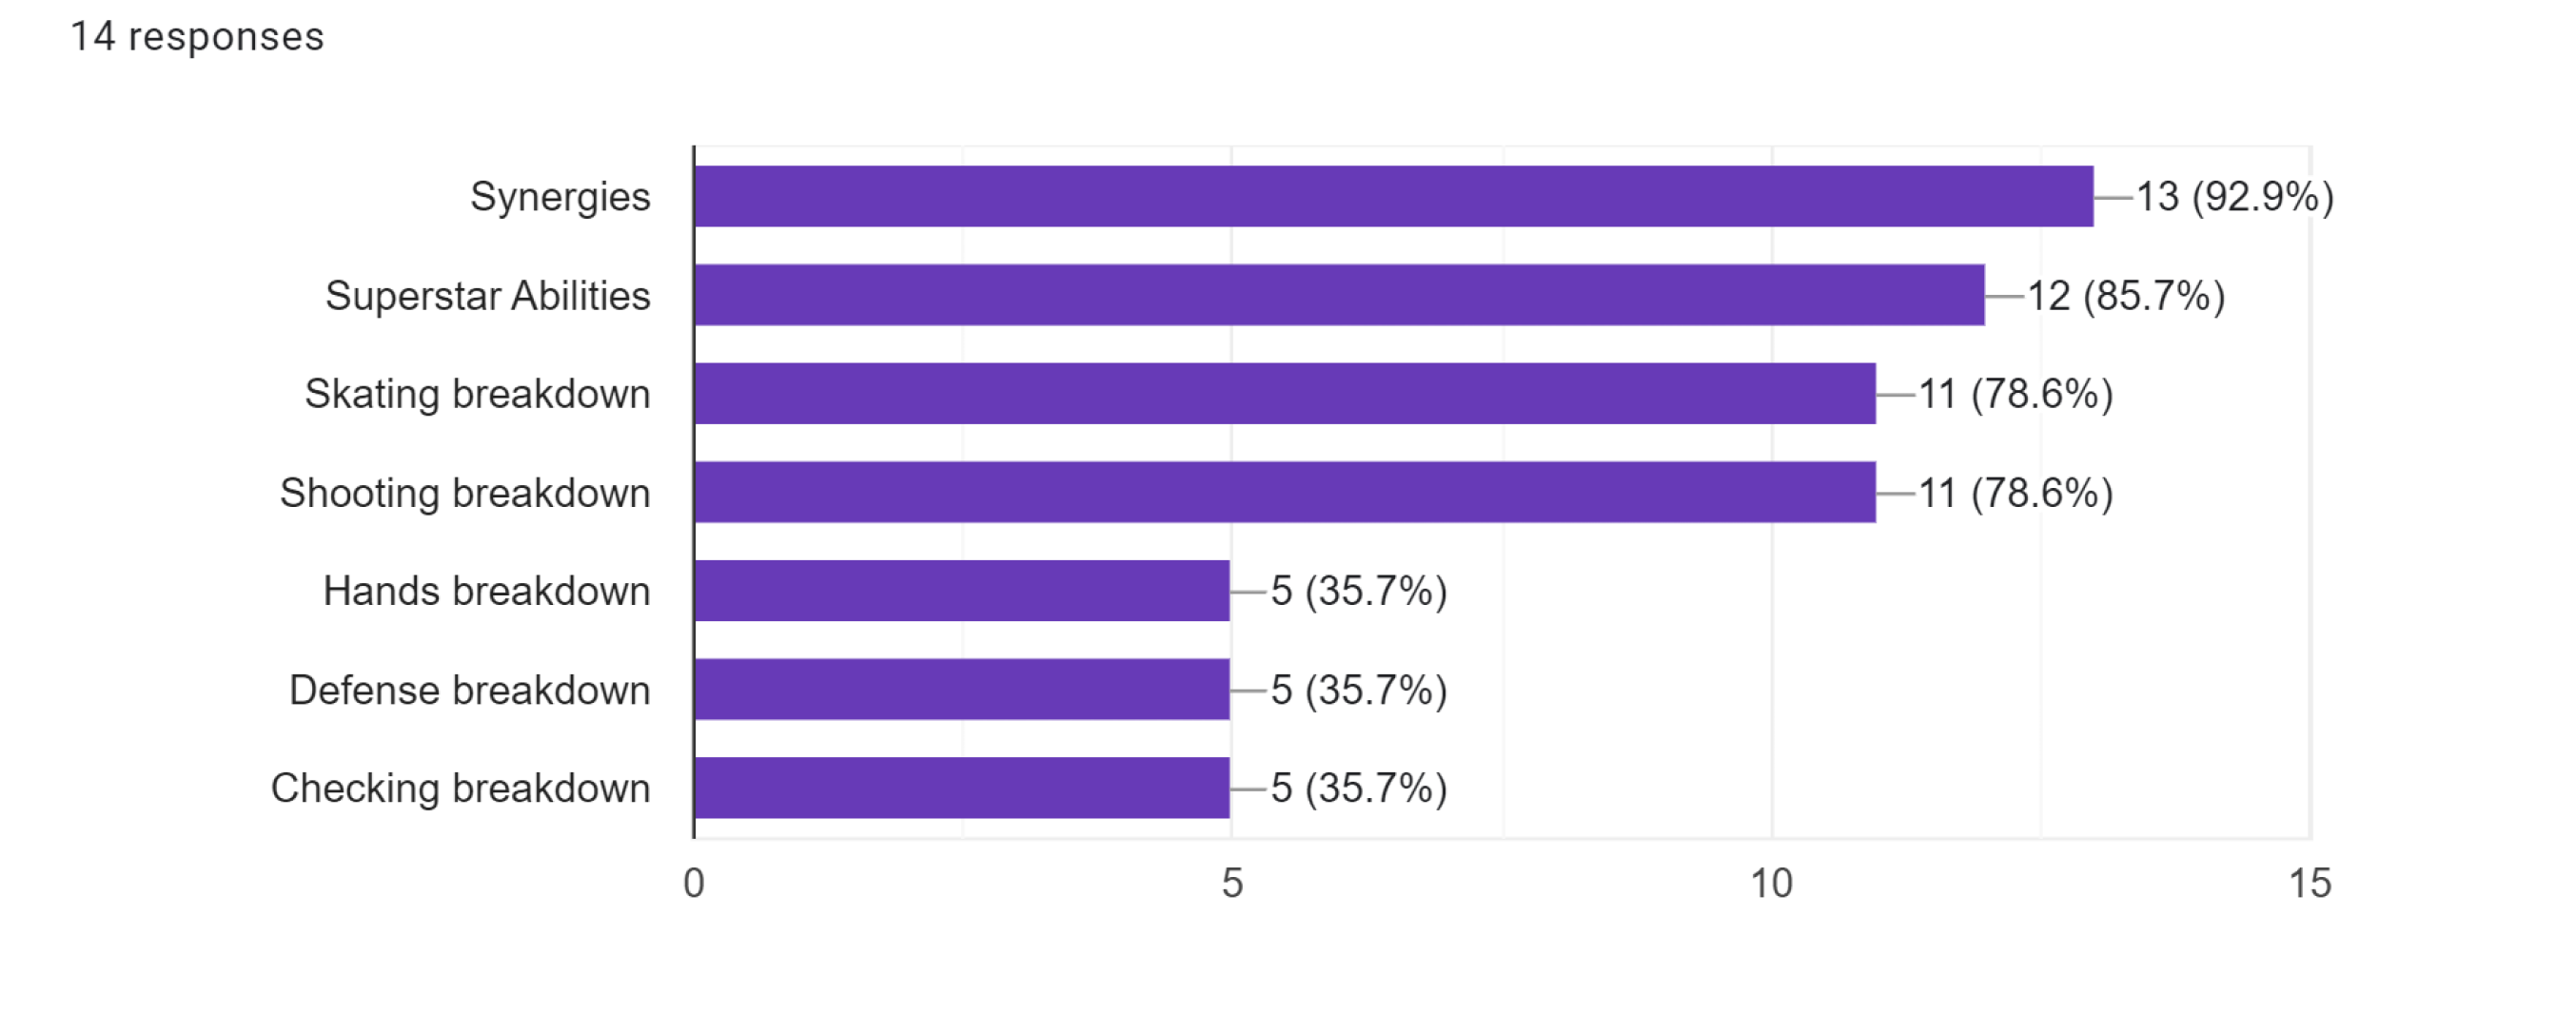 14 responses
Synergies 13 (92.9%)
Superstar Abilities 12 (85.7%)
Skating breakdown 11 (78.6%)
Shooting breakdown 11 (78.6%)
Hands breakdown 5 (35.7%)
Defense breakdown 5 (35.7%)
Checking breakdown 5 (35.7%)
0 5 10 15